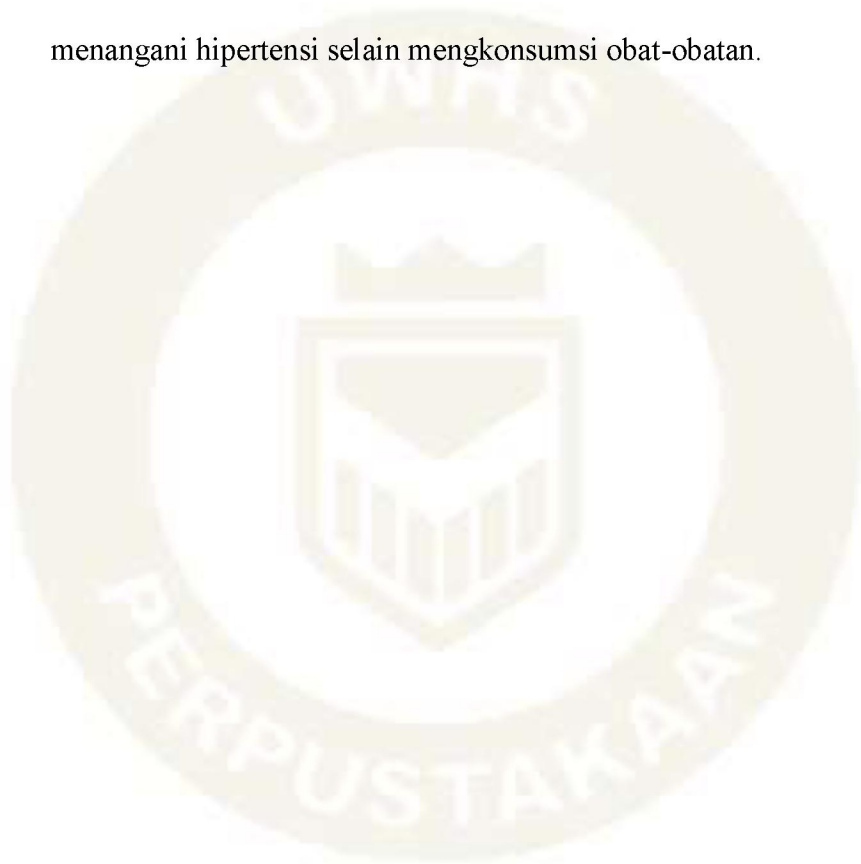 menangani hipertensi selain mengkonsumsi obat-obatan.
UWHS
PERPUSTAKAAN